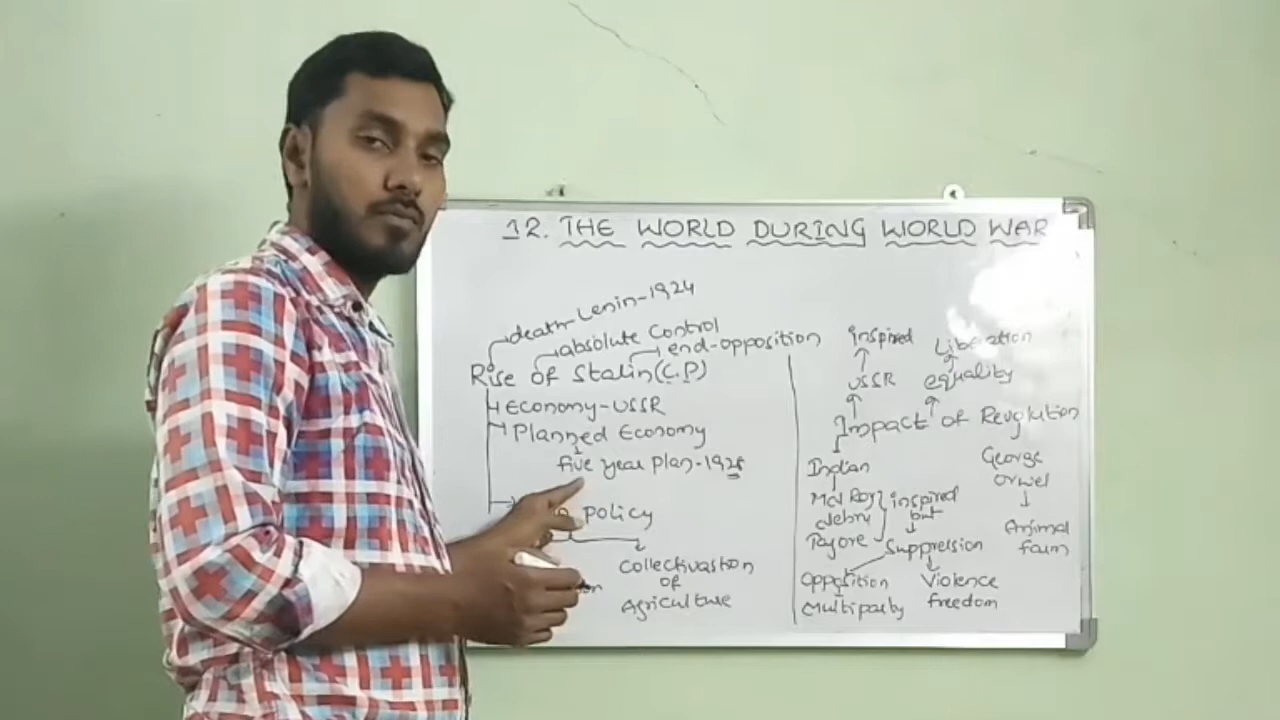 12. THE WORLD DURING WORLD WAR
death-Lenin-1924
absolute Control
end-opposition
Rise of Stalin (C.P)
Economy-USSR
Planned Economy
five year Plan-1928
Policy
Collectivastion
of
Agriculture
inspired
Liberation
USSR
equality
Impact of Revolution
Indian
MN Roy
Nehru
Tagore
inspired
but
Suppression
Opposition
Multiparty
Violence
freedom
George
orwel
Animal
farm